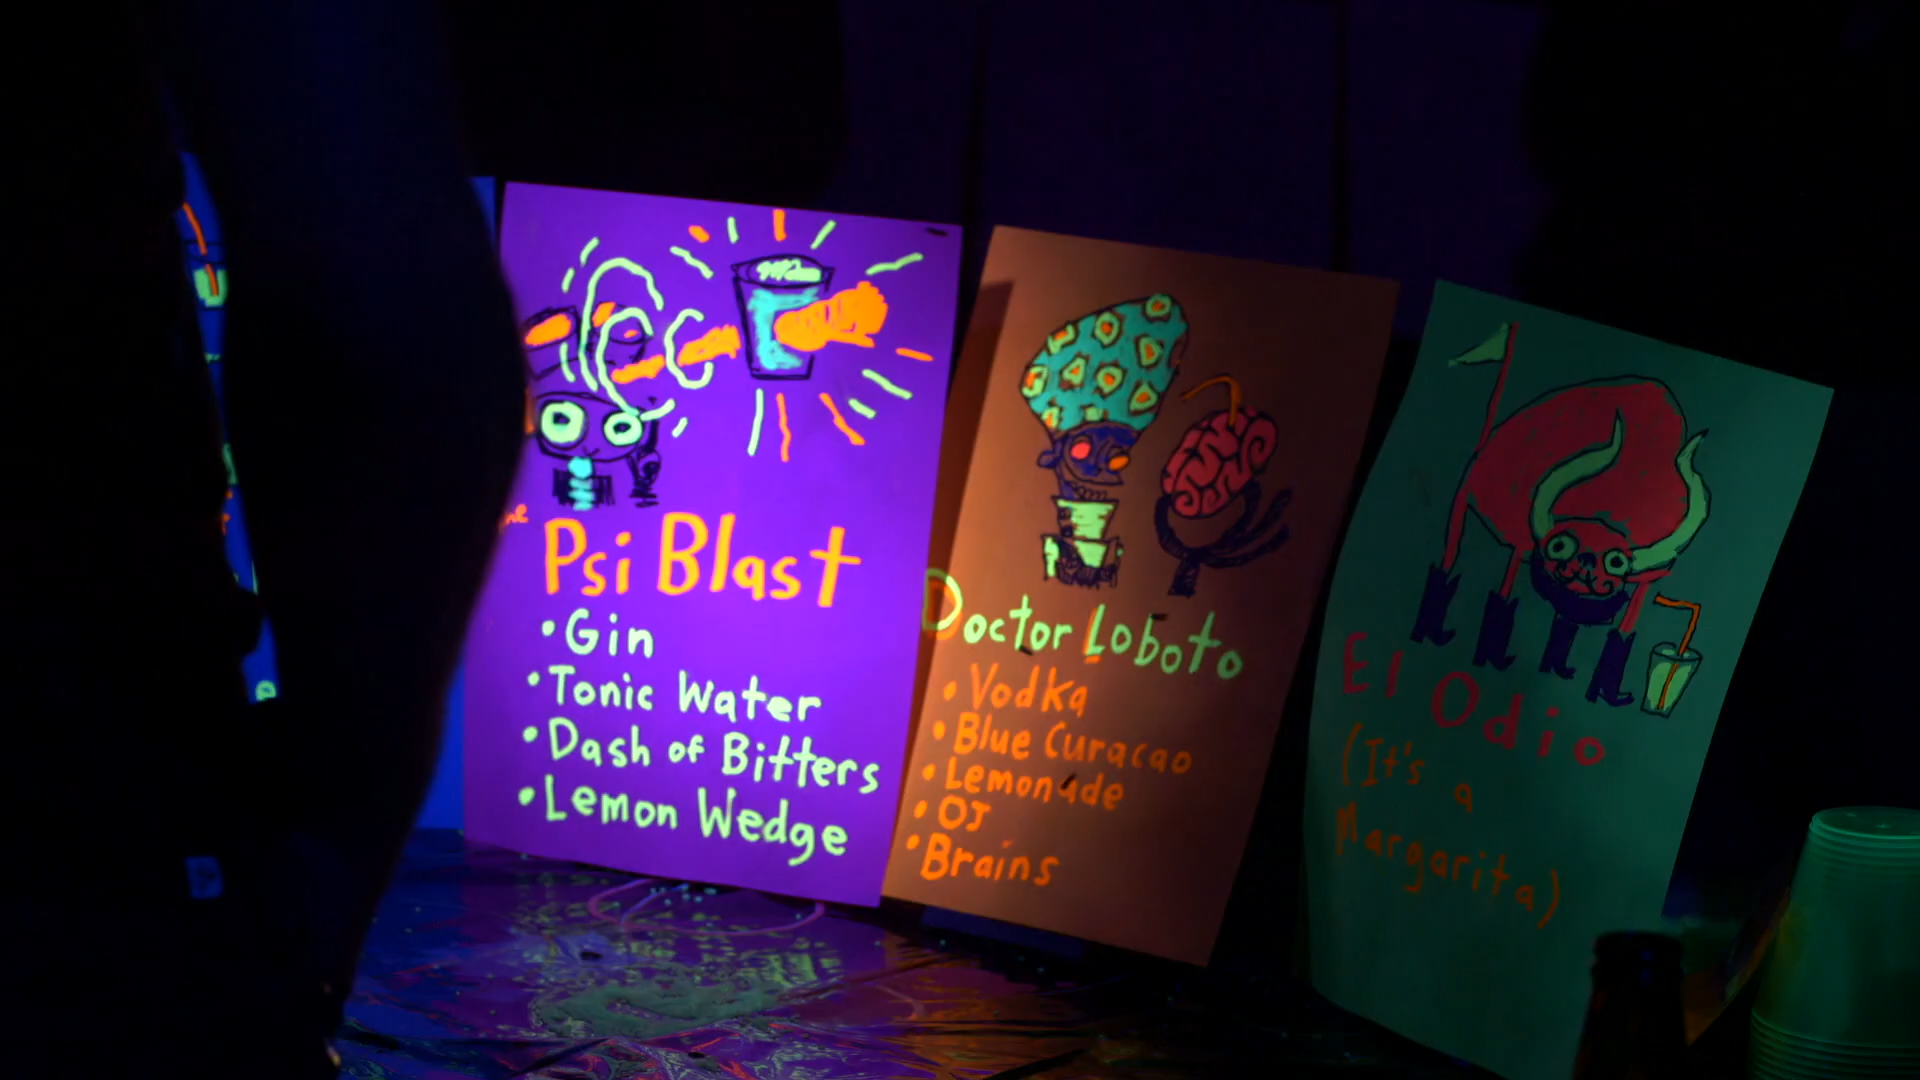 The
Psi Blast
• Gin
• Tonic Water
• Dash of Bitters
• Lemon Wedge
Doctor Loboto
• Vodka
• Blue Curacao
• Lemonade
• OJ
• Brains
El Odio
(It's a
Margarita)